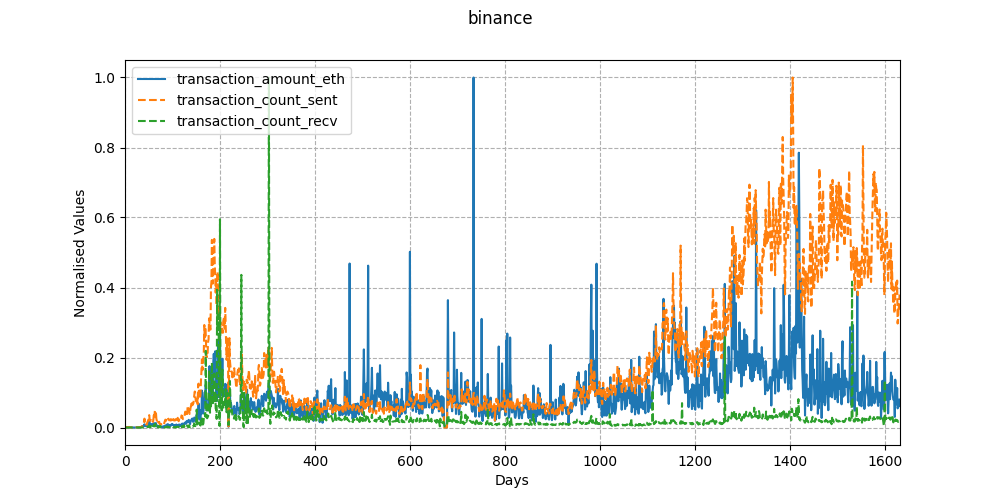 binance
transaction_amount_eth
transaction_count_sent
transaction_count_recv
Normalised Values
1.0
0.8
0.6
0.4
0.2
0.0
0 200 400 600 800 1000 1200 1400 1600
Days